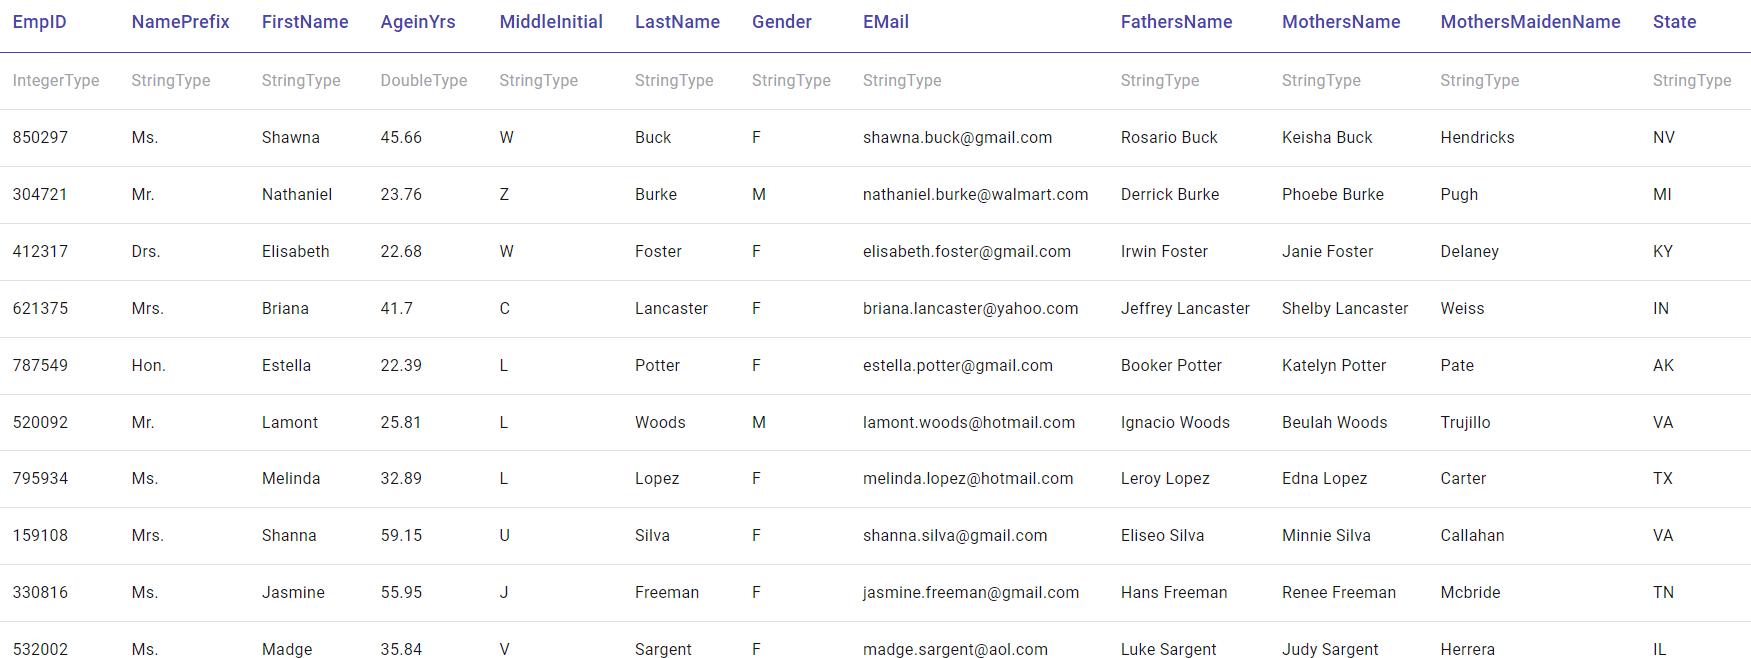 EmpID NamePrefix FirstName AgeinYrs MiddleInitial LastName Gender EMail FathersName MothersName MothersMaidenName State
IntegerType StringType StringType DoubleType StringType StringType StringType StringType StringType StringType StringType StringType
850297 Ms. Shawna 45.66 W Buck F shawna.buck@gmail.com Rosario Buck Keisha Buck Hendricks NV
304721 Mr. Nathaniel 23.76 Z Burke M nathaniel.burke@walmart.com Derrick Burke Phoebe Burke Pugh MI
412317 Drs. Elisabeth 22.68 W Foster F elisabeth.foster@gmail.com Irwin Foster Janie Foster Delaney KY
621375 Mrs. Briana 41.7 C Lancaster F briana.lancaster@yahoo.com Jeffrey Lancaster Shelby Lancaster Weiss IN
787549 Hon. Estella 22.39 L Potter F estella.potter@gmail.com Booker Potter Katelyn Potter Pate AK
520092 Mr. Lamont 25.81 L Woods M lamont.woods@hotmail.com Ignacio Woods Beulah Woods Trujillo VA
795934 Ms. Melinda 32.89 L Lopez F melinda.lopez@hotmail.com Leroy Lopez Edna Lopez Carter TX
159108 Mrs. Shanna 59.15 U Silva F shanna.silva@gmail.com Eliseo Silva Minnie Silva Callahan VA
330816 Ms. Jasmine 55.95 J Freeman F jasmine.freeman@gmail.com Hans Freeman Renee Freeman Mcbride TN
532002 Ms. Madge 35.84 V Sargent F madge.sargent@aol.com Luke Sargent Judy Sargent Herrera IL